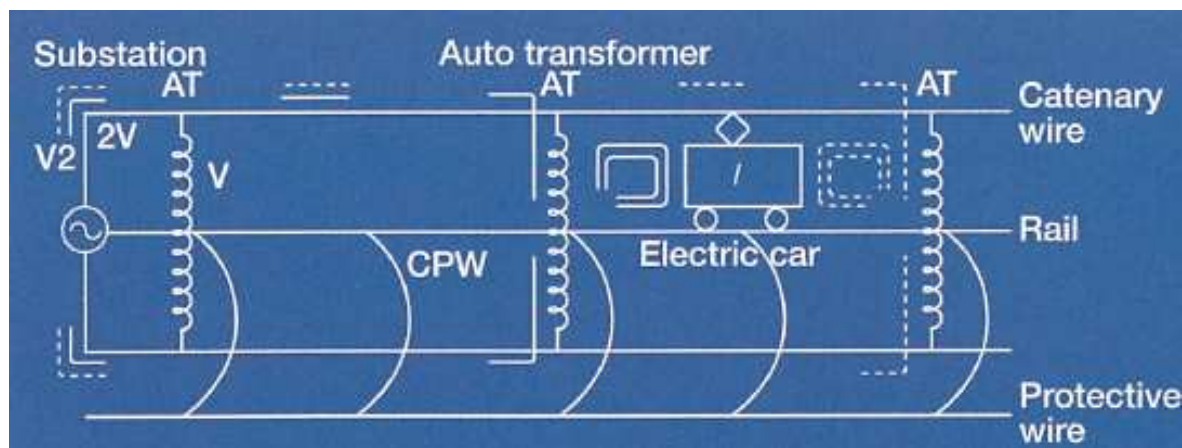 Substation
Auto transformer
AT
AT
AT
Catenary
wire
2V
V2
V
I
Rail
CPW
Electric car
Protective
wire